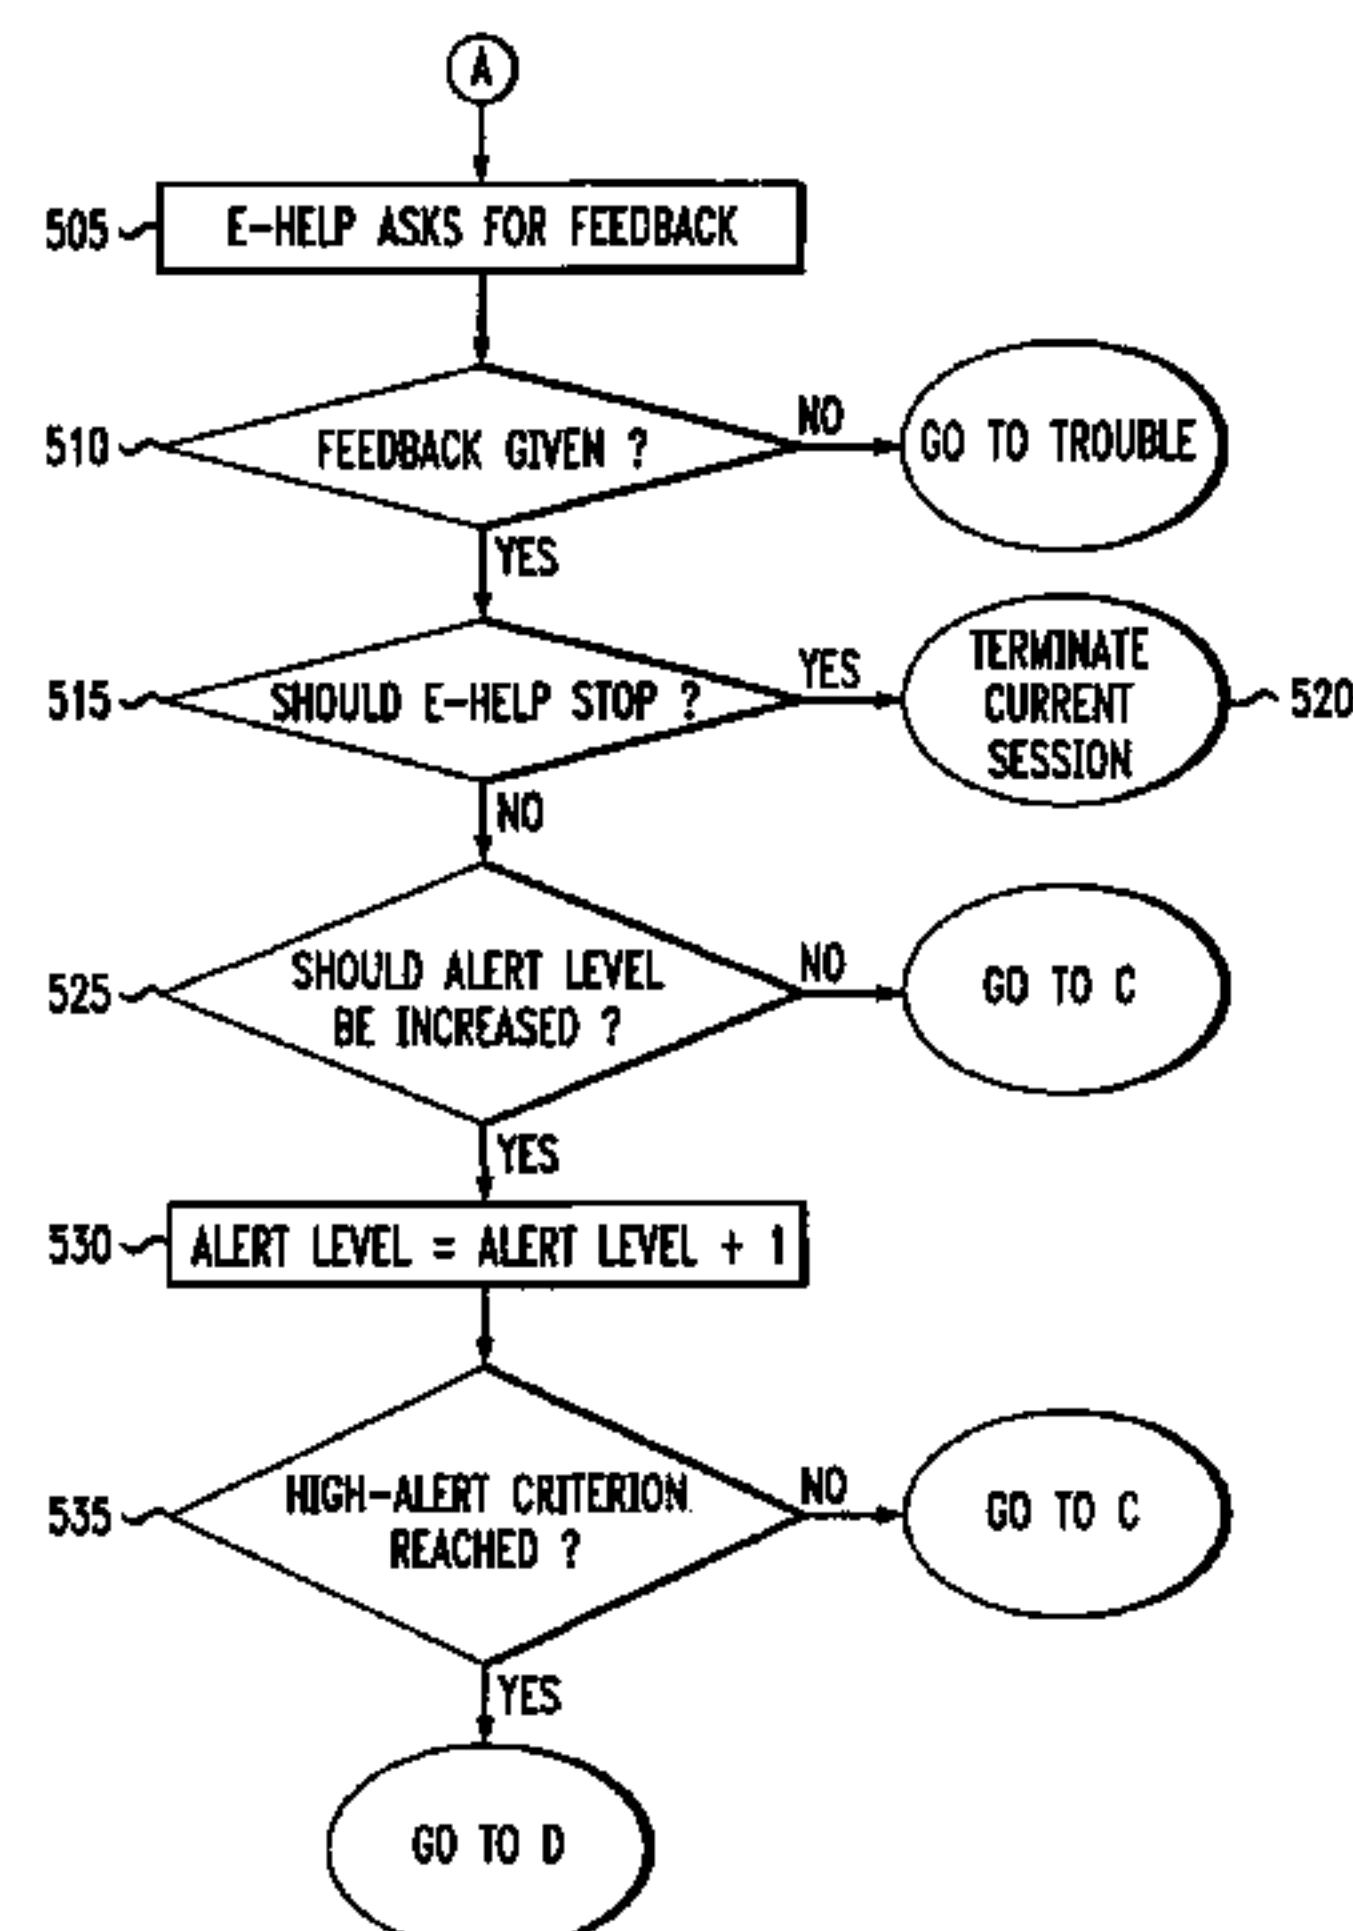 A
505
E-HELP ASKS FOR FEEDBACK
510
FEEDBACK GIVEN ?
NO
GO TO TROUBLE
YES
515
SHOULD E-HELP STOP ?
YES
TERMINATE
CURRENT
SESSION
520
NO
525
SHOULD ALERT LEVEL
BE INCREASED ?
NO
GO TO C
YES
530
ALERT LEVEL = ALERT LEVEL + 1
535
HIGH-ALERT CRITERION
REACHED ?
NO
GO TO C
YES
GO TO D